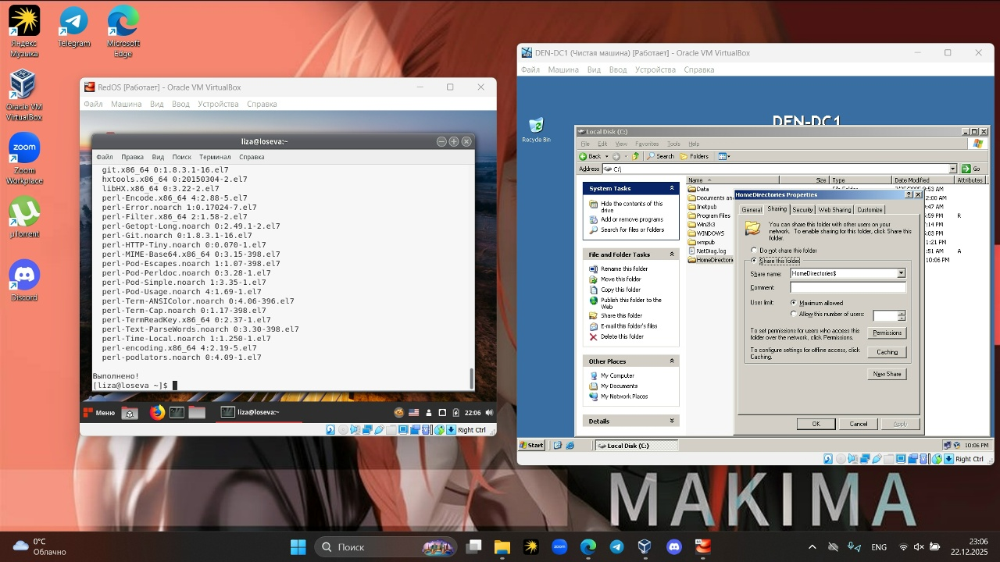 Яндекс
Музыка
Telegram
Microsoft
Edge
Oracle VM
VirtualBox
zoom
Zoom
Workplace
µTorrent
Discord
RedOS [Работает] - Oracle VM VirtualBox
Файл Машина Вид Ввод Устройства Справка
liza@loseva:~
Файл Правка Вид Поиск Терминал Справка
git.x86_64 0:1.8.3.1-16.el7
hxtools.x86_64 0:20150304-2.el7
libHX.x86_64 0:3.22-2.el7
perl-Encode.x86_64 4:2.88-5.el7
perl-Error.noarch 1:0.17024-7.el7
perl-Filter.x86_64 2:1.58-2.el7
perl-Getopt-Long.noarch 0:2.49.1-2.el7
perl-Git.noarch 0:1.8.3.1-16.el7
perl-HTTP-Tiny.noarch 0:0.070-1.el7
perl-MIME-Base64.x86_64 0:3.15-398.el7
perl-Pod-Escapes.noarch 1:1.07-398.el7
perl-Pod-Perldoc.noarch 0:3.28-1.el7
perl-Pod-Simple.noarch 1:3.35-1.el7
perl-Pod-Usage.noarch 4:1.69-1.el7
perl-Term-ANSIColor.noarch 0:4.06-396.el7
perl-Term-Cap.noarch 0:1.17-398.el7
perl-TermReadKey.x86_64 0:2.37-1.el7
perl-Text-ParseWords.noarch 0:3.30-398.el7
perl-Time-Local.noarch 1:1.250-1.el7
perl-encoding.x86_64 4:2.19-5.el7
perl-podlators.noarch 0:4.09-1.el7
Выполнено!
[liza@loseva ~]$
Меню liza@loseva:~ 22:06
Right Ctrl
DEN-DC1 (Чистая машина) [Работает] - Oracle VM VirtualBox
Файл Машина Вид Ввод Устройства Справка
DEN-DC1
Recycle Bin
Local Disk (C:)
File Edit View Favorites Tools Help
Back Search Folders
Address C:\ Go
System Tasks
Hide the contents of this
drive
Add or remove programs
Search for files or folders
File and Folder Tasks
Rename this folder
Move this folder
Copy this folder
Publish this folder to the
Web
Share this folder
E-mail this folder's files
Delete this folder
Other Places
My Computer
My Documents
My Network Places
Details
Name Size Type Date Modified Attributes
Data :53 AM
Documents an 2:00 AM
Inetpub :47 AM
Program Files :59 PM R
Win2k3 :14 PM
WINDOWS :03 PM
wmpub 1:21 PM
NetDiag.log :51 AM A
HomeDirectorie :06 PM
HomeDirectories Properties
General Sharing Security Web Sharing Customize
You can share this folder with other users on your
network. To enable sharing for this folder, click Share this
folder.
Do not share this folder
Share this folder
Share name: HomeDirectories$
Comment:
User limit: Maximum allowed
Allow this number of users:
To set permissions for users who access this
folder over the network, click Permissions.
Permissions
To configure settings for offline access, click
Caching.
Caching
New Share
OK Cancel Apply
Start Local Disk (C:) 10:06 PM
Right Ctrl
MAKIMA
0°C
Облачно
Поиск
zoom
ENG
23:06
22.12.2025